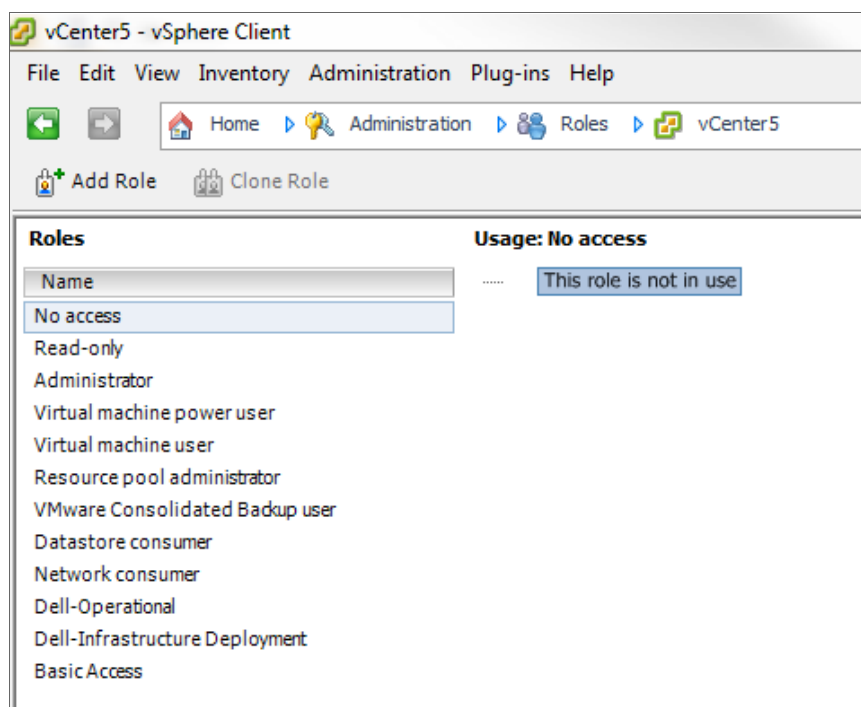 vCenter5 - vSphere Client
File Edit View Inventory Administration Plug-ins Help
Home Administration Roles vCenter5
Add Role Clone Role
Roles Usage: No access
Name This role is not in use
No access
Read-only
Administrator
Virtual machine power user
Virtual machine user
Resource pool administrator
VMware Consolidated Backup user
Datastore consumer
Network consumer
Dell-Operational
Dell-Infrastructure Deployment
Basic Access